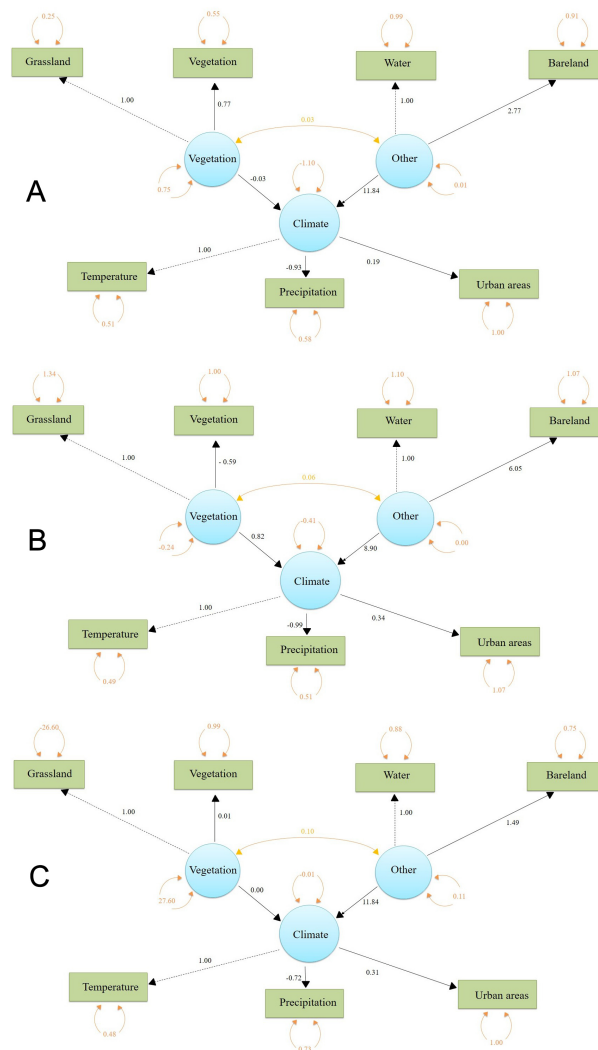 0.25
0.55
0.99
0.91
Grassland
Vegetation
Water
Bareland
1.00
0.77
1.00
2.77
0.03
Vegetation
Other
0.75
-0.03
-1.10
11.84
0.01
A
Climate
1.00
-0.93
0.19
Temperature
Precipitation
Urban areas
0.51
0.58
1.00
1.34
1.00
1.10
1.07
Grassland
Vegetation
Water
Bareland
1.00
- 0.59
1.00
6.05
0.06
Vegetation
Other
-0.24
0.82
-0.41
8.90
0.00
B
Climate
1.00
-0.99
0.34
Temperature
Precipitation
Urban areas
0.49
0.51
1.07
-26.60
0.99
0.88
0.75
Grassland
Vegetation
Water
Bareland
1.00
0.01
1.00
1.49
0.10
Vegetation
Other
27.60
0.00
-0.01
11.84
0.11
C
Climate
1.00
-0.72
0.31
Temperature
Precipitation
Urban areas
0.48
1.00